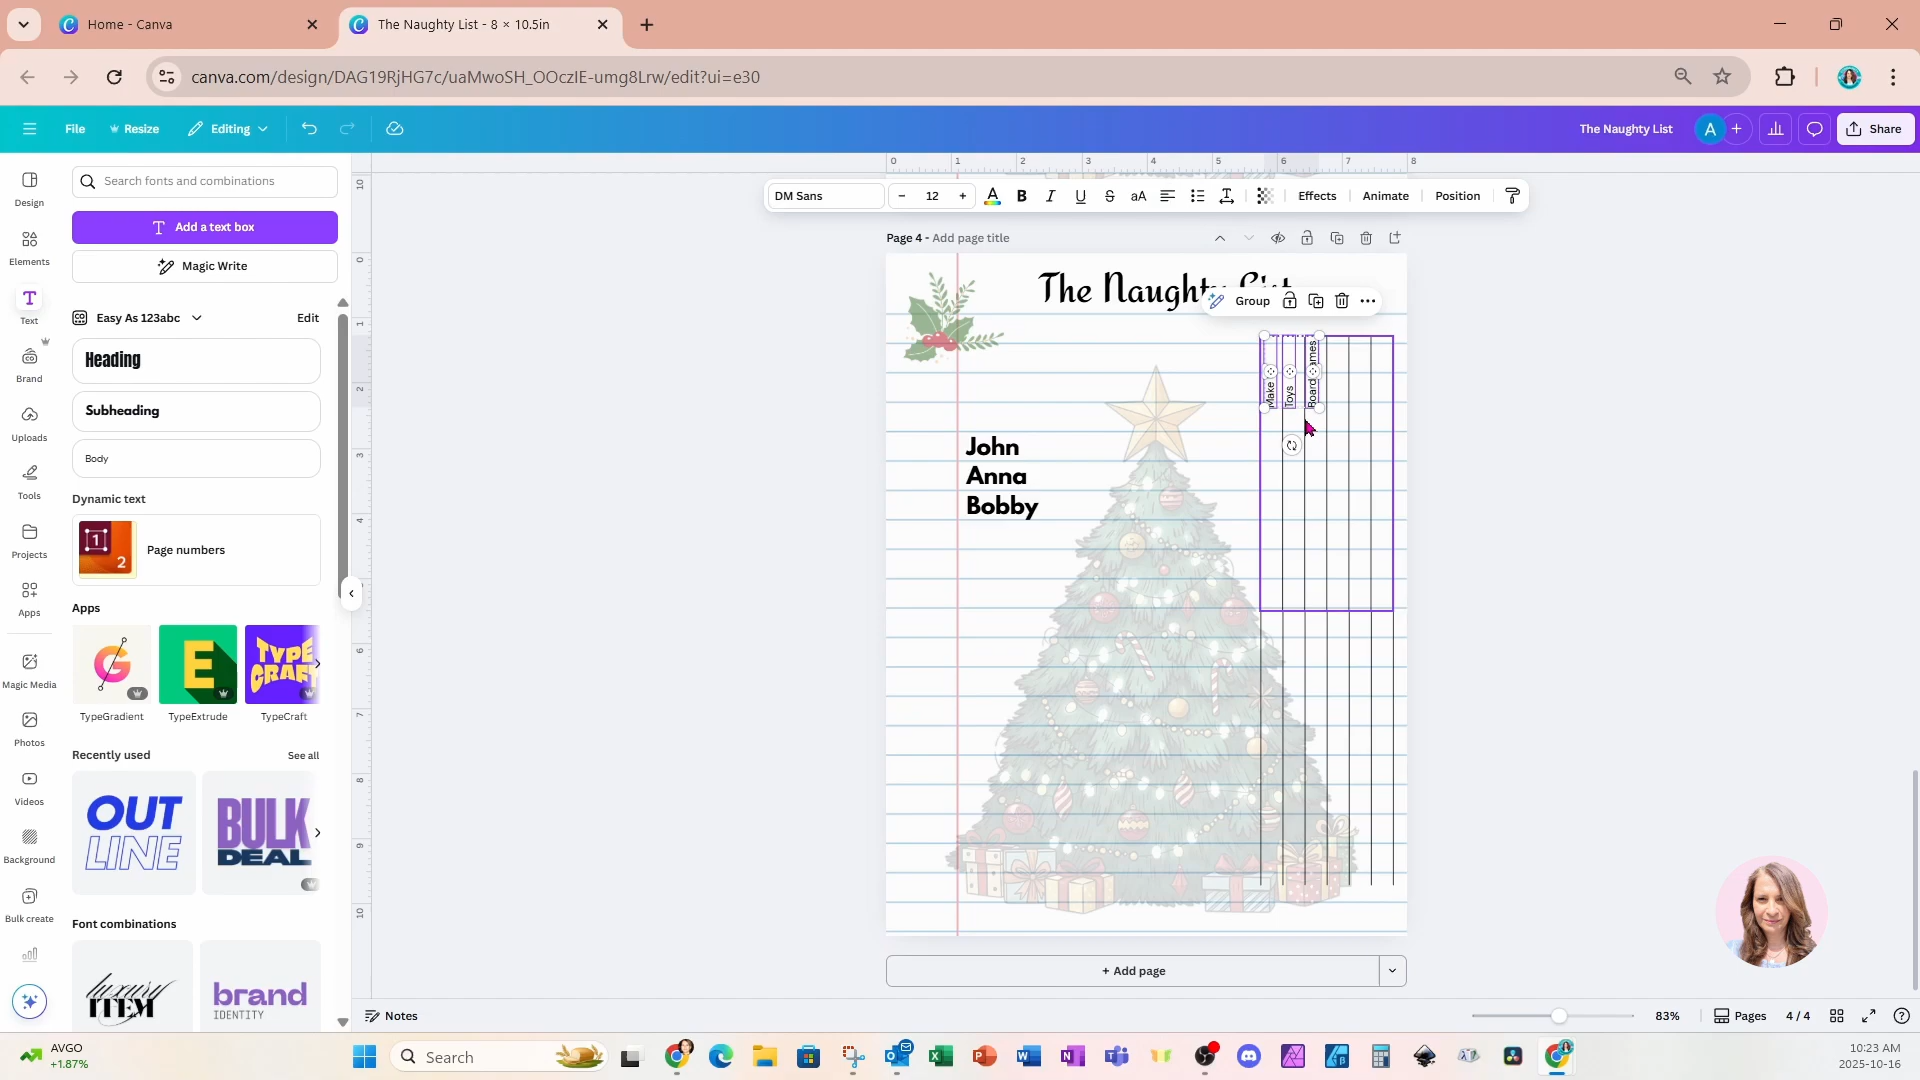 Home - Canva
The Naughty List - 8 × 10.5in
canva.com/design/DAG19RjHG7c/uaMwoSH_OOczIE-umg8Lrw/edit?ui=e30
File
Resize
Editing
The Naughty List
A
Share
Design
Elements
Text
Brand
Uploads
Tools
Projects
Apps
Magic Media
Photos
Videos
Background
Bulk create
Search fonts and combinations
Add a text box
Magic Write
Easy As 123abc
Edit
Heading
Subheading
Body
Dynamic text
Page numbers
Apps
TypeGradient
TypeExtrude
TypeCraft
Recently used
See all
OUT LINE
BULK DEAL
Font combinations
luxury ITEM
brand IDENTITY
DM Sans
12
B
I
U
S
aA
Effects
Animate
Position
Page 4 - Add page title
Group
Make
Toys
Board
John
Anna
Bobby
+ Add page
Notes
83%
Pages
4 / 4
AVGO
+1.87%
Search
10:23 AM
2025-10-16